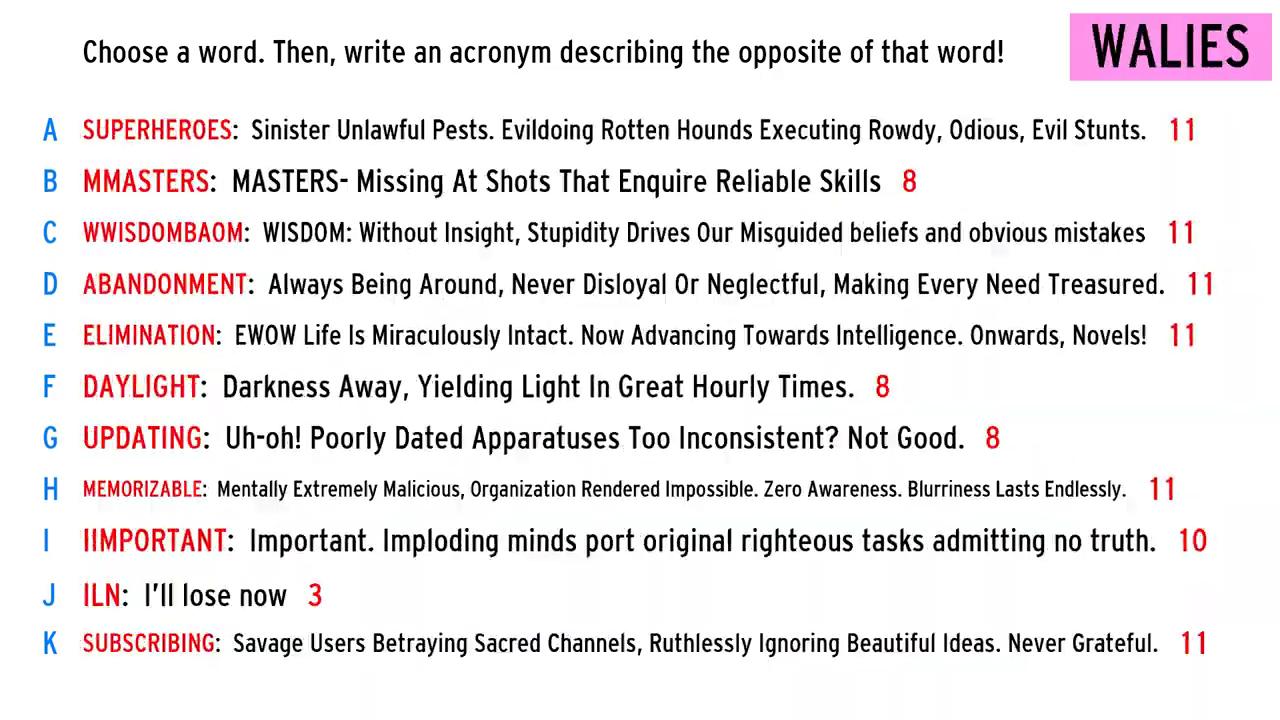 Choose a word. Then, write an acronym describing the opposite of that word!
WALIES
A SUPERHEROES: Sinister Unlawful Pests. Evildoing Rotten Hounds Executing Rowdy, Odious, Evil Stunts. 11
B MMASTERS: MASTERS- Missing At Shots That Enquire Reliable Skills 8
C WWISDOMBAOM: WISDOM: Without Insight, Stupidity Drives Our Misguided beliefs and obvious mistakes 11
D ABANDONMENT: Always Being Around, Never Disloyal Or Neglectful, Making Every Need Treasured. 11
E ELIMINATION: EWOW Life Is Miraculously Intact. Now Advancing Towards Intelligence. Onwards, Novels! 11
F DAYLIGHT: Darkness Away, Yielding Light In Great Hourly Times. 8
G UPDATING: Uh-oh! Poorly Dated Apparatuses Too Inconsistent? Not Good. 8
H MEMORIZABLE: Mentally Extremely Malicious, Organization Rendered Impossible. Zero Awareness. Blurriness Lasts Endlessly. 11
I IIMPORTANT: Important. Imploding minds port original righteous tasks admitting no truth. 10
J ILN: I'll lose now 3
K SUBSCRIBING: Savage Users Betraying Sacred Channels, Ruthlessly Ignoring Beautiful Ideas. Never Grateful. 11